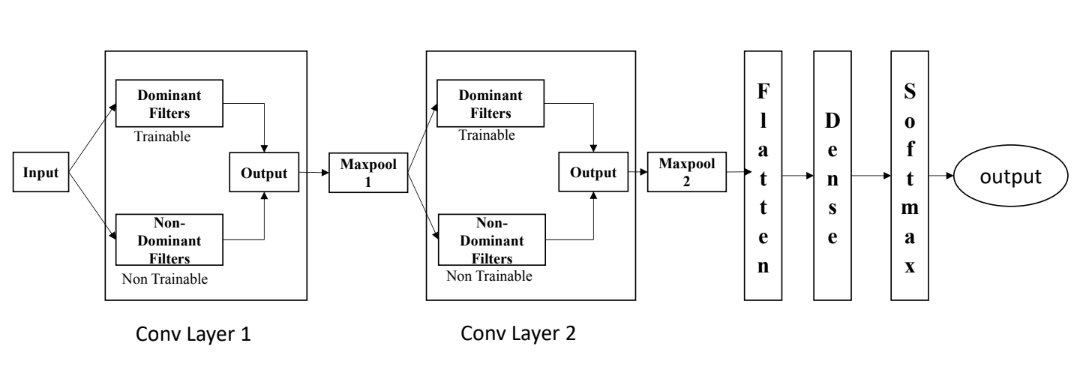 Input
Dominant
Filters
Trainable
Output
Non-
Dominant
Filters
Non Trainable
Conv Layer 1
Maxpool
1
Dominant
Filters
Trainable
Output
Non-
Dominant
Filters
Non Trainable
Conv Layer 2
Maxpool
2
Flatten
Dense
Softmax
output